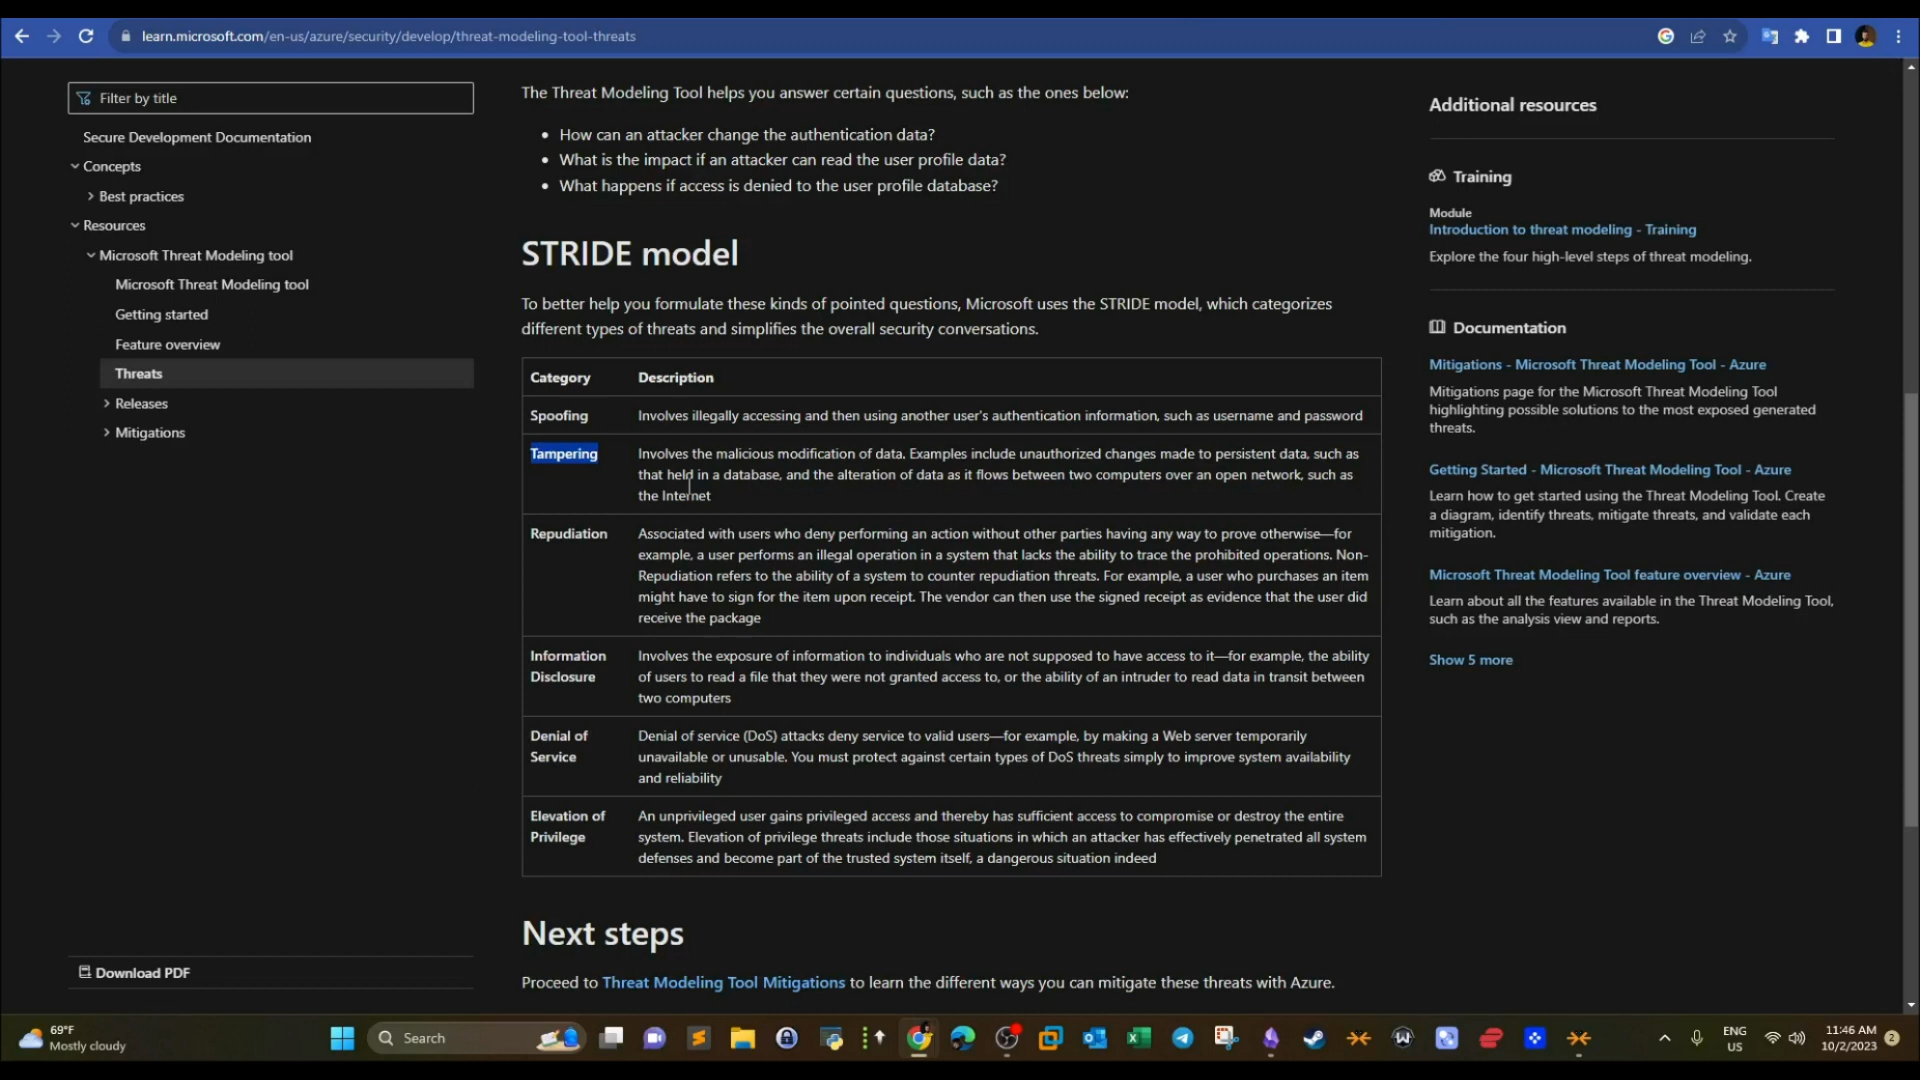 learn.microsoft.com/en-us/azure/security/develop/threat-modeling-tool-threats
Filter by title
Secure Development Documentation
Concepts
Best practices
Resources
Microsoft Threat Modeling tool
Microsoft Threat Modeling tool
Getting started
Feature overview
Threats
Releases
Mitigations
Download PDF
The Threat Modeling Tool helps you answer certain questions, such as the ones below:
• How can an attacker change the authentication data?
• What is the impact if an attacker can read the user profile data?
• What happens if access is denied to the user profile database?
STRIDE model
To better help you formulate these kinds of pointed questions, Microsoft uses the STRIDE model, which categorizes
different types of threats and simplifies the overall security conversations.
Category Description
Spoofing Involves illegally accessing and then using another user's authentication information, such as username and password
Tampering Involves the malicious modification of data. Examples include unauthorized changes made to persistent data, such as
that held in a database, and the alteration of data as it flows between two computers over an open network, such as
the Internet
Repudiation Associated with users who deny performing an action without other parties having any way to prove otherwise—for
example, a user performs an illegal operation in a system that lacks the ability to trace the prohibited operations. Non-
Repudiation refers to the ability of a system to counter repudiation threats. For example, a user who purchases an item
might have to sign for the item upon receipt. The vendor can then use the signed receipt as evidence that the user did
receive the package
Information Involves the exposure of information to individuals who are not supposed to have access to it—for example, the ability
Disclosure of users to read a file that they were not granted access to, or the ability of an intruder to read data in transit between
two computers
Denial of Denial of service (DoS) attacks deny service to valid users—for example, by making a Web server temporarily
Service unavailable or unusable. You must protect against certain types of DoS threats simply to improve system availability
and reliability
Elevation of An unprivileged user gains privileged access and thereby has sufficient access to compromise or destroy the entire
Privilege system. Elevation of privilege threats include those situations in which an attacker has effectively penetrated all system
defenses and become part of the trusted system itself, a dangerous situation indeed
Next steps
Proceed to Threat Modeling Tool Mitigations to learn the different ways you can mitigate these threats with Azure.
Additional resources
Training
Module
Introduction to threat modeling - Training
Explore the four high-level steps of threat modeling.
Documentation
Mitigations - Microsoft Threat Modeling Tool - Azure
Mitigations page for the Microsoft Threat Modeling Tool
highlighting possible solutions to the most exposed generated
threats.
Getting Started - Microsoft Threat Modeling Tool - Azure
Learn how to get started using the Threat Modeling Tool. Create
a diagram, identify threats, mitigate threats, and validate each
mitigation.
Microsoft Threat Modeling Tool feature overview - Azure
Learn about all the features available in the Threat Modeling Tool,
such as the analysis view and reports.
Show 5 more
69°F
Mostly cloudy
Search
ENG
US
11:46 AM
10/2/2023
2